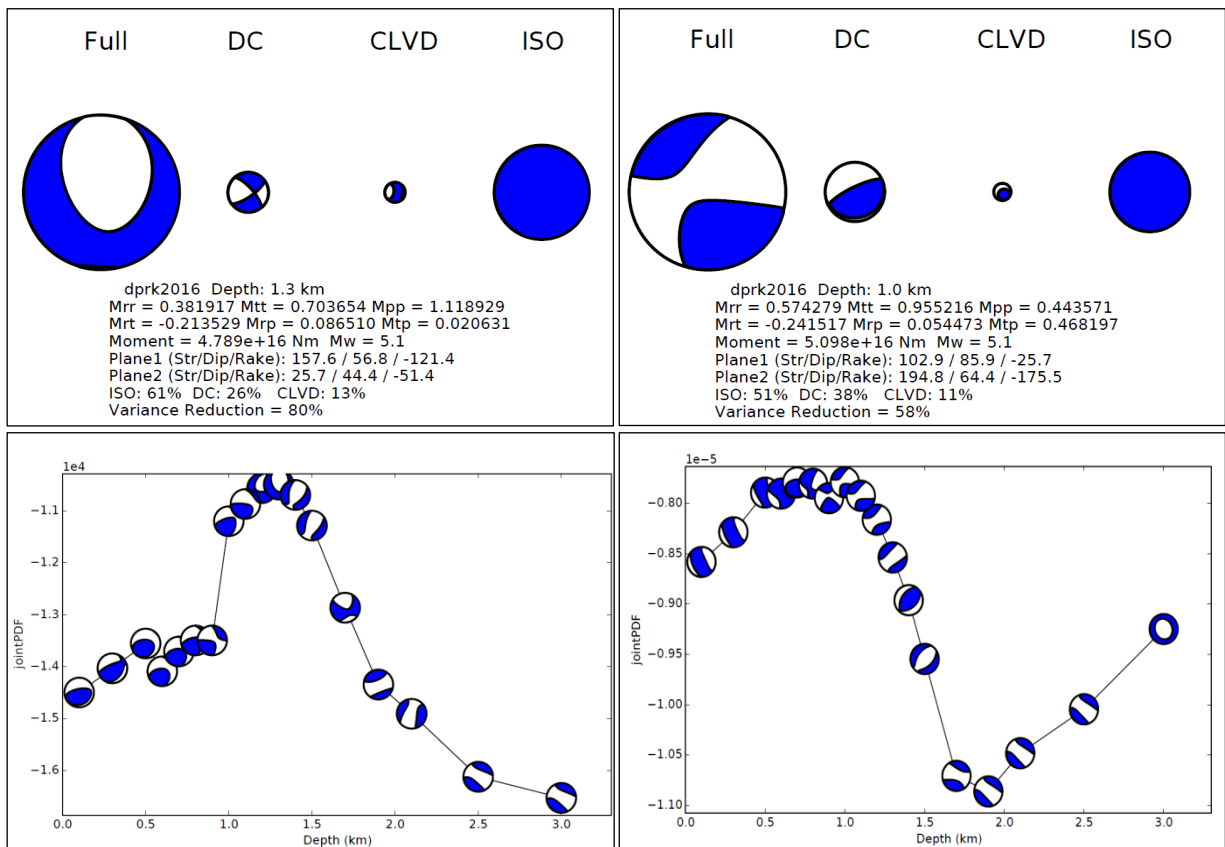 Full DC CLVD ISO
dprk2016 Depth: 1.3 km
Mrr = 0.381917 Mtt = 0.703654 Mpp = 1.118929
Mrt = -0.213529 Mrp = 0.086510 Mtp = 0.020631
Moment = 4.789e+16 Nm Mw = 5.1
Plane1 (Str/Dip/Rake): 157.6 / 56.8 / -121.4
Plane2 (Str/Dip/Rake): 25.7 / 44.4 / -51.4
ISO: 61% DC: 26% CLVD: 13%
Variance Reduction = 80%
Full DC CLVD ISO
dprk2016 Depth: 1.0 km
Mrr = 0.574279 Mtt = 0.955216 Mpp = 0.443571
Mrt = -0.241517 Mrp = 0.054473 Mtp = 0.468197
Moment = 5.098e+16 Nm Mw = 5.1
Plane1 (Str/Dip/Rake): 102.9 / 85.9 / -25.7
Plane2 (Str/Dip/Rake): 194.8 / 64.4 / -175.5
ISO: 51% DC: 38% CLVD: 11%
Variance Reduction = 58%
1e4
−1.1
−1.2
−1.3
−1.4
−1.5
−1.6
jointPDF
0.0 0.5 1.0 1.5 2.0 2.5 3.0
Depth (km)
1e−5
−0.80
−0.85
−0.90
−0.95
−1.00
−1.05
−1.10
jointPDF
0.0 0.5 1.0 1.5 2.0 2.5 3.0
Depth (km)